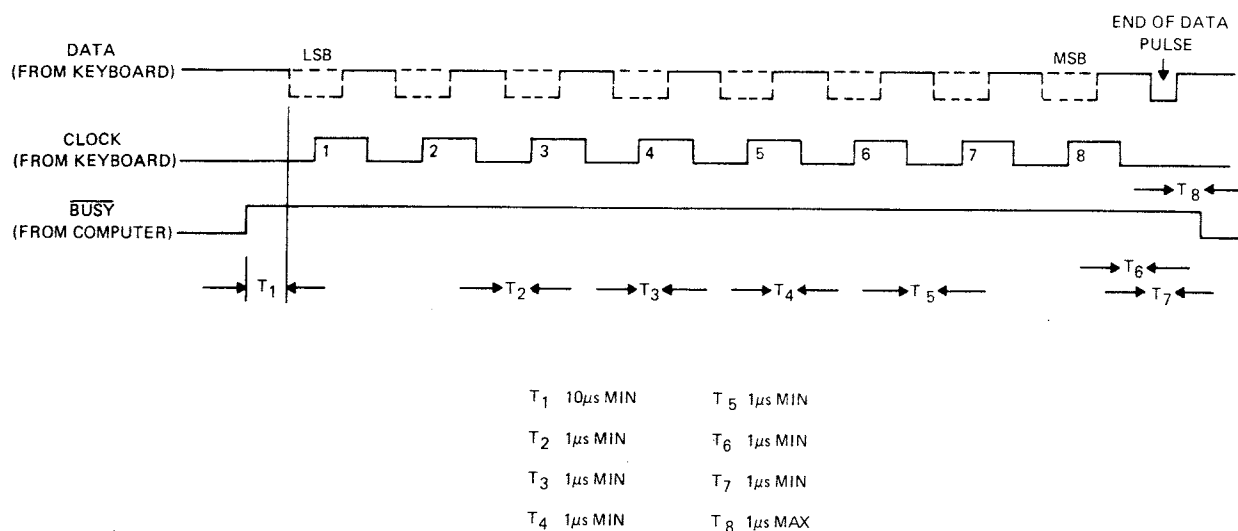 END OF DATA
PULSE
DATA
(FROM KEYBOARD)
LSB
MSB
CLOCK
(FROM KEYBOARD)
1 2 3 4 5 6 7 8
T8
BUSY
(FROM COMPUTER)
T1 T2 T3 T4 T5 T6
T7
T1 10μs MIN T5 1μs MIN
T2 1μs MIN T6 1μs MIN
T3 1μs MIN T7 1μs MIN
T4 1μs MIN T8 1μs MAX